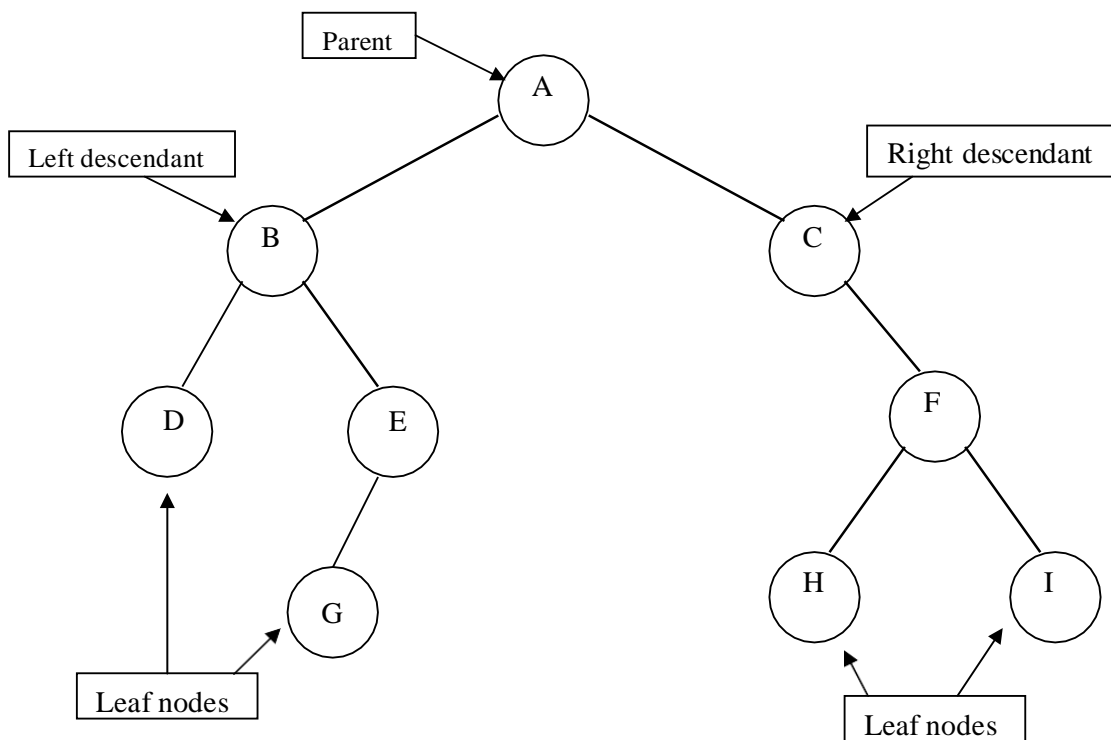 Parent
A
Left descendant
Right descendant
B
C
D
E
F
G
H
I
Leaf nodes
Leaf nodes